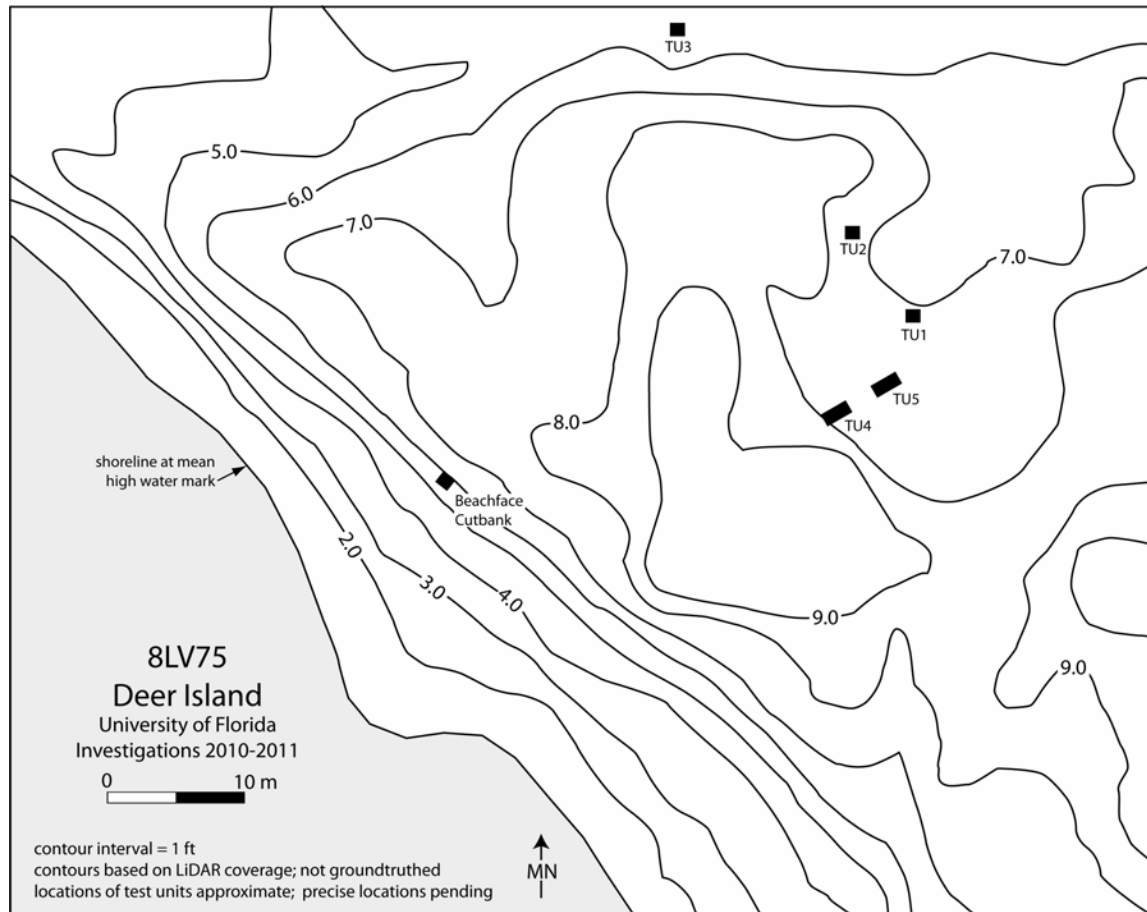 TU3
5.0
6.0
7.0
TU2
7.0
TU1
TU5
TU4
8.0
shoreline at mean
high water mark
Beachface
Cutbank
2.0
3.0
4.0
9.0
9.0
8LV75
Deer Island
University of Florida
Investigations 2010-2011
0 10 m
contour interval = 1 ft
contours based on LiDAR coverage; not groundtruthed
locations of test units approximate; precise locations pending
MN